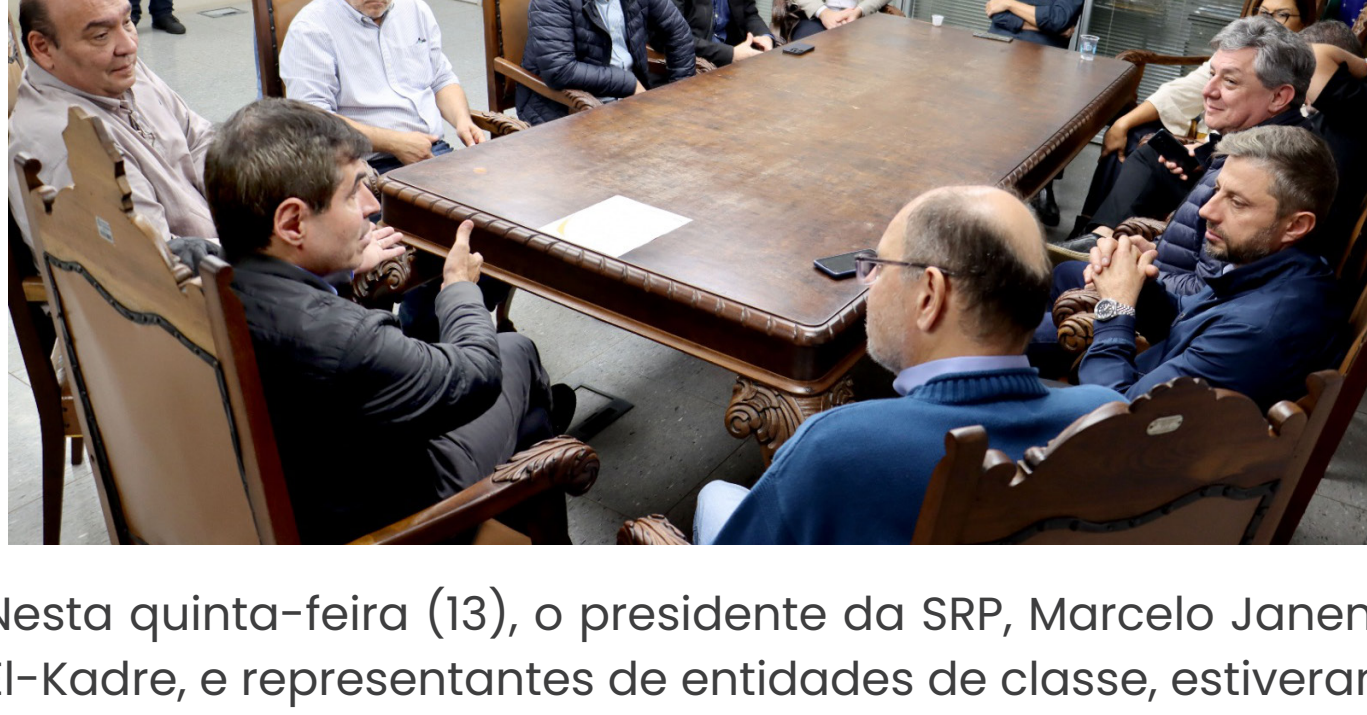 Nesta quinta-feira (13), o presidente da SRP, Marcelo Janen
El-Kadre, e representantes de entidades de classe, estiveram